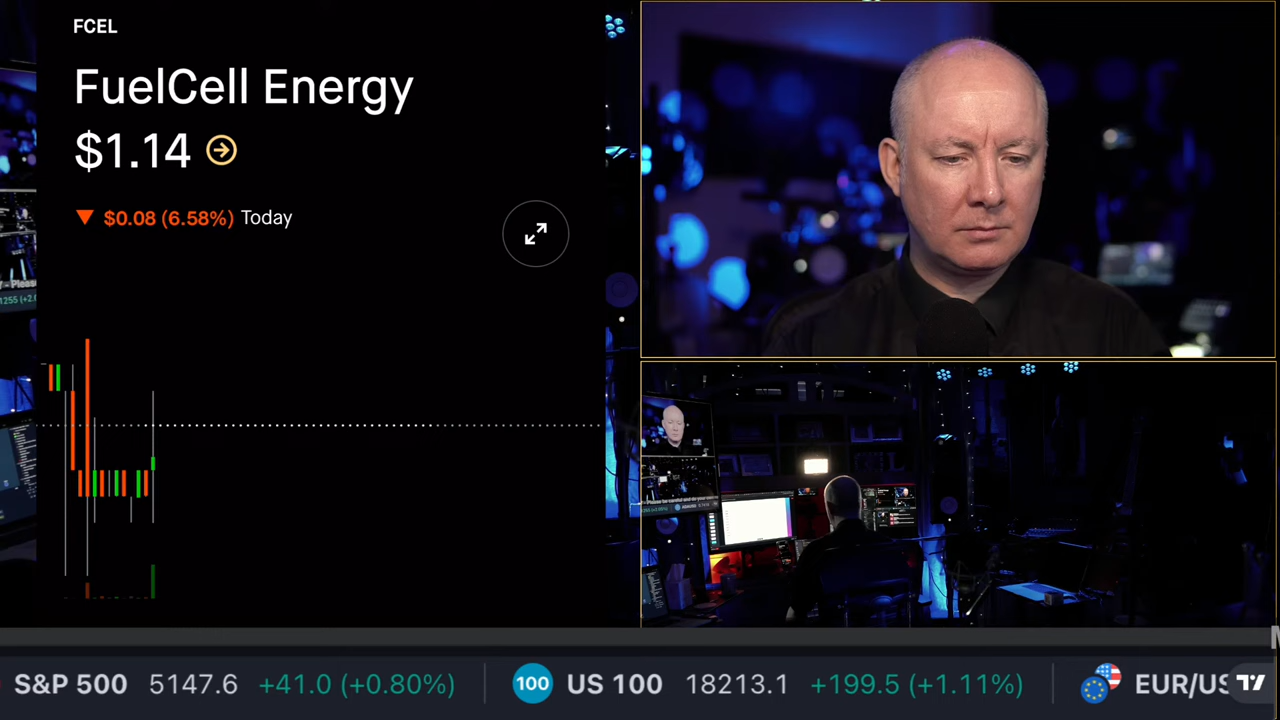 FCEL
FuelCell Energy
$1.14
$0.08 (6.58%) Today
S&P 500 5147.6 +41.0 (+0.80%) 100 US 100 18213.1 +199.5 (+1.11%) EUR/US